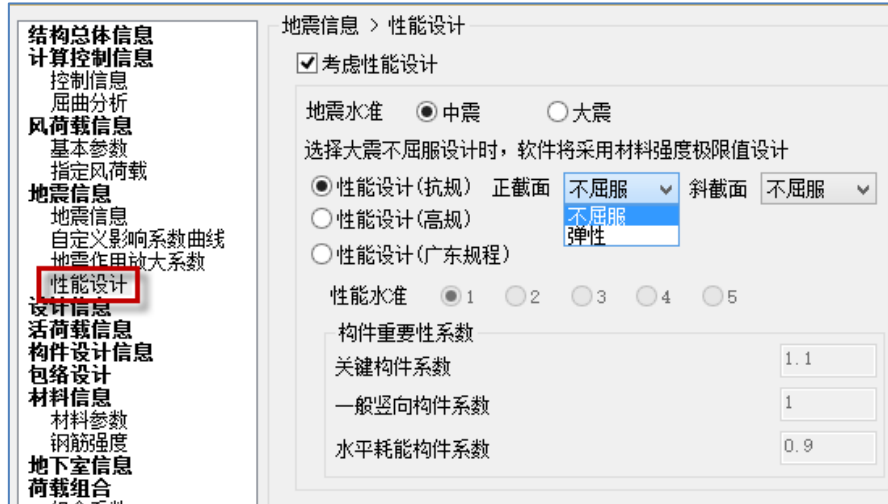 结构总体信息
计算控制信息
控制信息
屈曲分析
风荷载信息
基本参数
指定风荷载
地震信息
地震信息
自定义影响系数曲线
地震作用放大系数
性能设计
设计信息
活荷载信息
构件设计信息
包络设计
材料信息
材料参数
钢筋强度
地下室信息
荷载组合
地震信息 > 性能设计
考虑性能设计
地震水准 中震 大震
选择大震不屈服设计时，软件将采用材料强度极限值设计
性能设计(抗规) 正截面 不屈服 斜截面 不屈服
不屈服
性能设计(高规)
弹性
性能设计(广东规程)
性能水准 1 2 3 4 5
构件重要性系数
关键构件系数 1.1
一般竖向构件系数 1
水平耗能构件系数 0.9